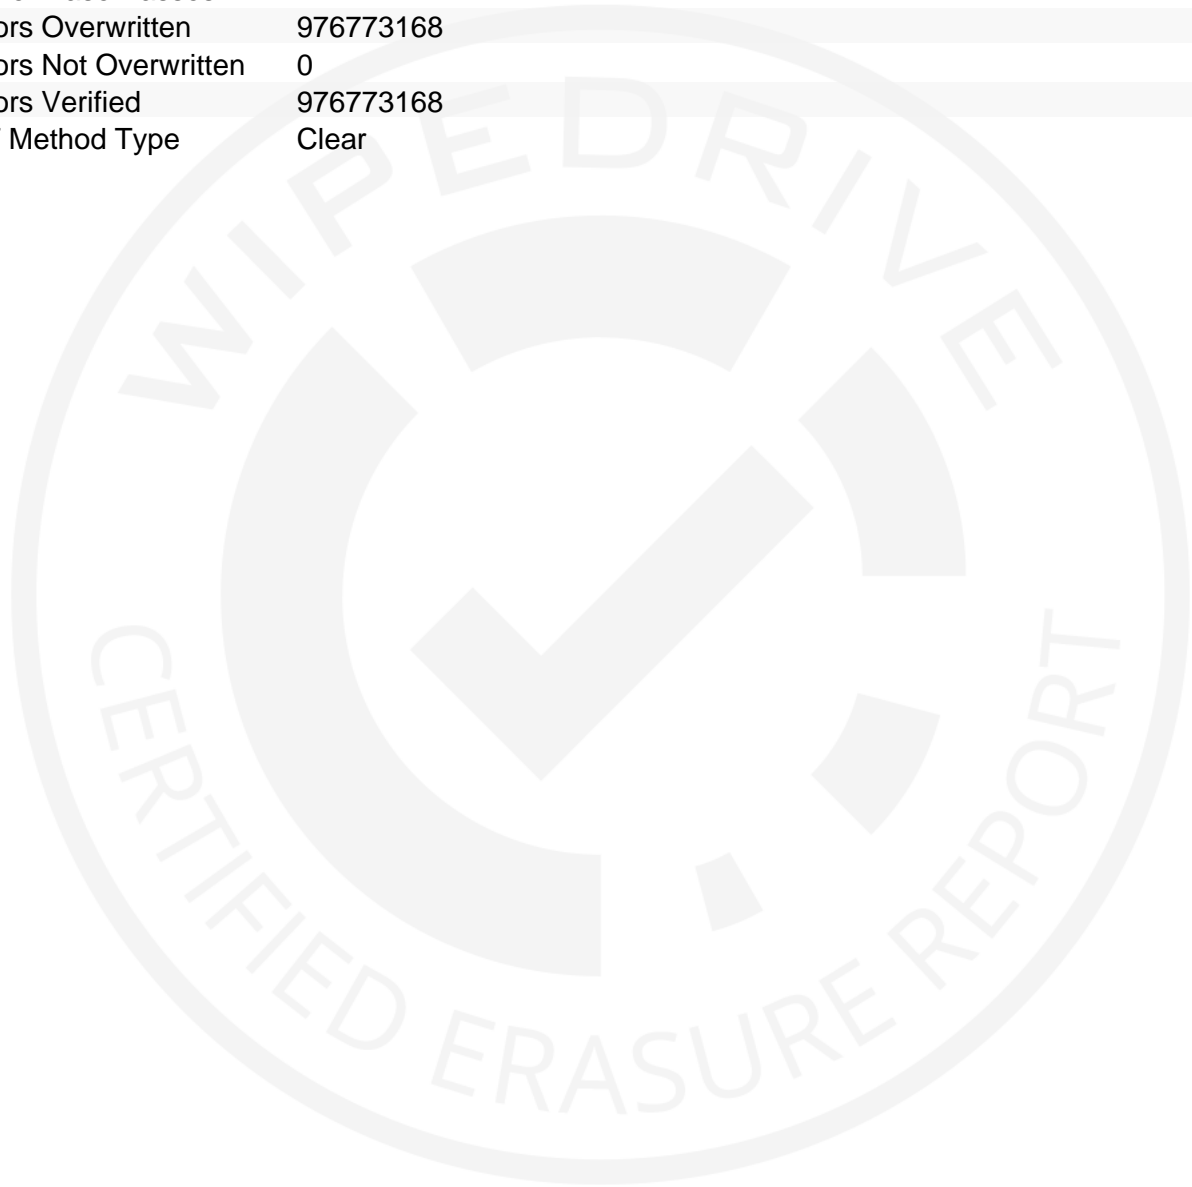 ors Overwritten 976773168
ors Not Overwritten 0
ors Verified 976773168
Method Type Clear
WIPEDRIVE
CERTIFIED ERASURE REPORT